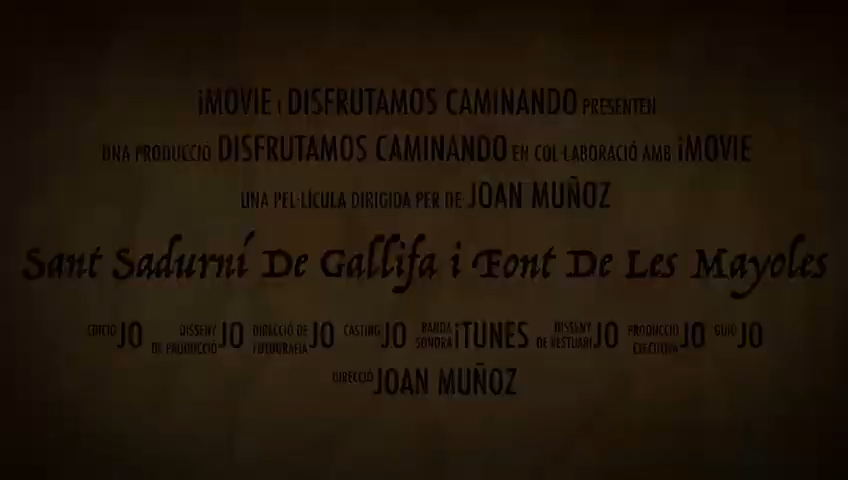 iMOVIE i DISFRUTAMOS CAMINANDO PRESENTEN
UNA PRODUCCIÓ DISFRUTAMOS CAMINANDO EN COL·LABORACIÓ AMB iMOVIE
UNA PEL·LÍCULA DIRIGIDA PER DE JOAN MUÑOZ
Sant Sadurní De Gallifa i Font De Les Mayoles
EDICIÓ JO DISSENY DE PRODUCCIÓ JO DIRECCIÓ DE FOTOGRAFIA JO CASTING JO BANDA SONORA iTUNES DISSENY DE VESTUARI JO PRODUCCIÓ EXECUTIVA JO GUIÓ JO
DIRECCIÓ JOAN MUÑOZ